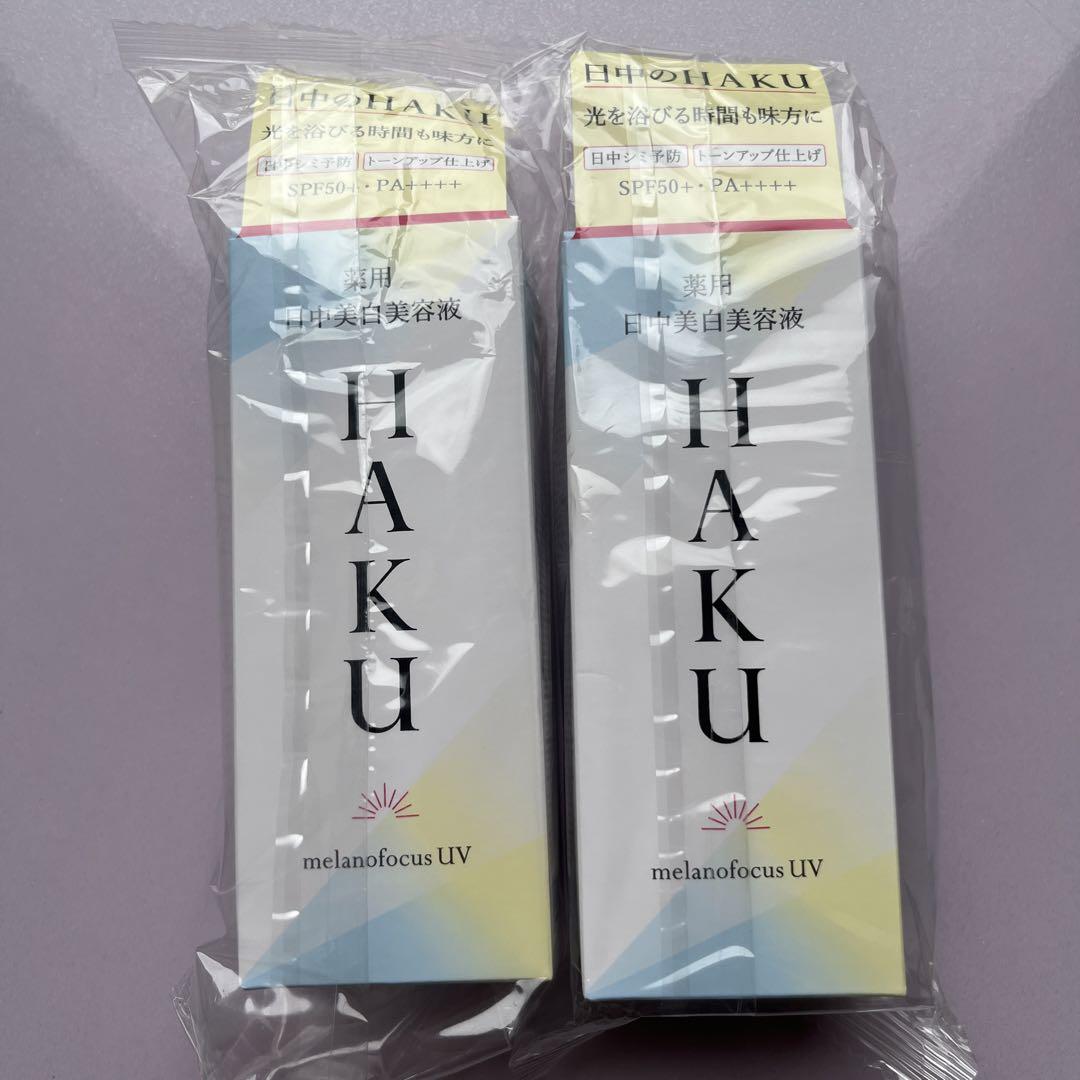 日中のHAKU
光を浴びる時間も味方に
日中シミ予防 トーンアップ仕上げ
SPF50+・PA++++
薬用
日中美白美容液
HAKU
melanofocus UV
日中のHAKU
光を浴びる時間も味方に
日中シミ予防 トーンアップ仕上げ
SPF50+・PA++++
薬用
日中美白美容液
HAKU
melanofocus UV